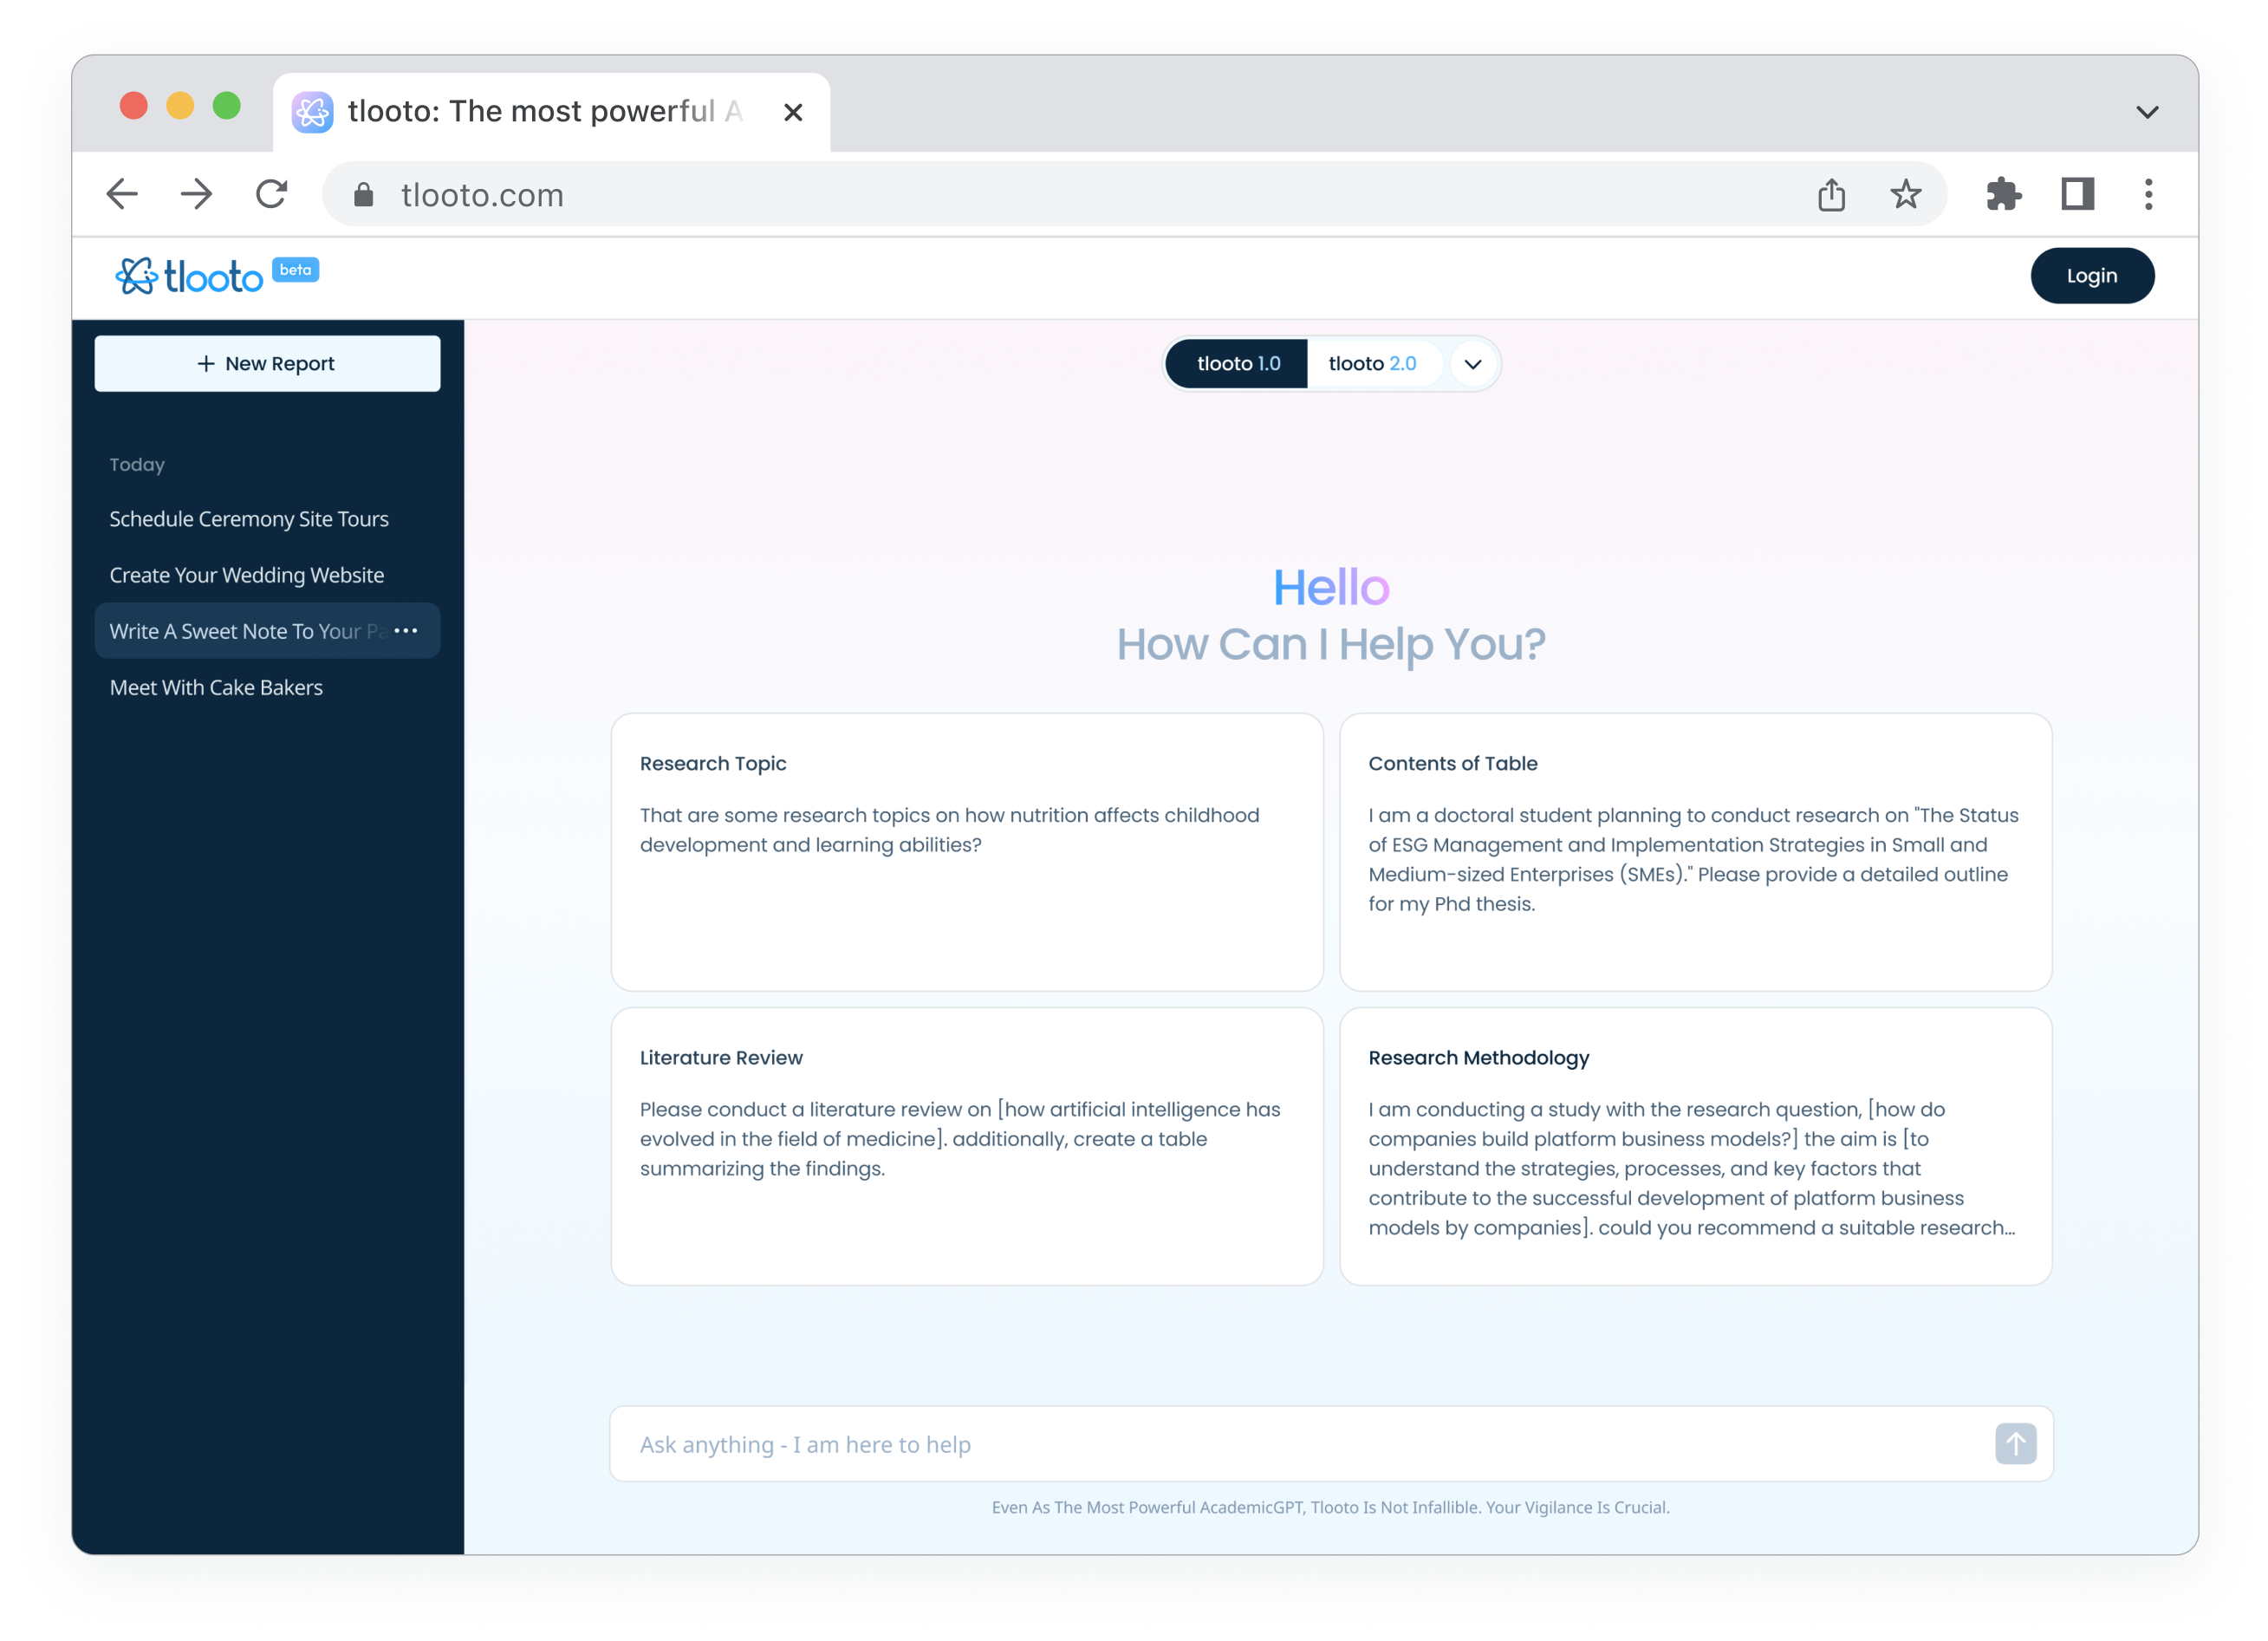 tlooto: The most powerful A
tlooto.com
tlooto beta
Login
+ New Report
tlooto 1.0
tlooto 2.0
Today
Schedule Ceremony Site Tours
Create Your Wedding Website
Write A Sweet Note To Your Pa
Meet With Cake Bakers
Hello
How Can I Help You?
Research Topic
That are some research topics on how nutrition affects childhood
development and learning abilities?
Contents of Table
I am a doctoral student planning to conduct research on "The Status
of ESG Management and Implementation Strategies in Small and
Medium-sized Enterprises (SMEs)." Please provide a detailed outline
for my Phd thesis.
Literature Review
Please conduct a literature review on [how artificial intelligence has
evolved in the field of medicine]. additionally, create a table
summarizing the findings.
Research Methodology
I am conducting a study with the research question, [how do
companies build platform business models?] the aim is [to
understand the strategies, processes, and key factors that
contribute to the successful development of platform business
models by companies]. could you recommend a suitable research...
Ask anything - I am here to help
Even As The Most Powerful AcademicGPT, Tlooto Is Not Infallible. Your Vigilance Is Crucial.